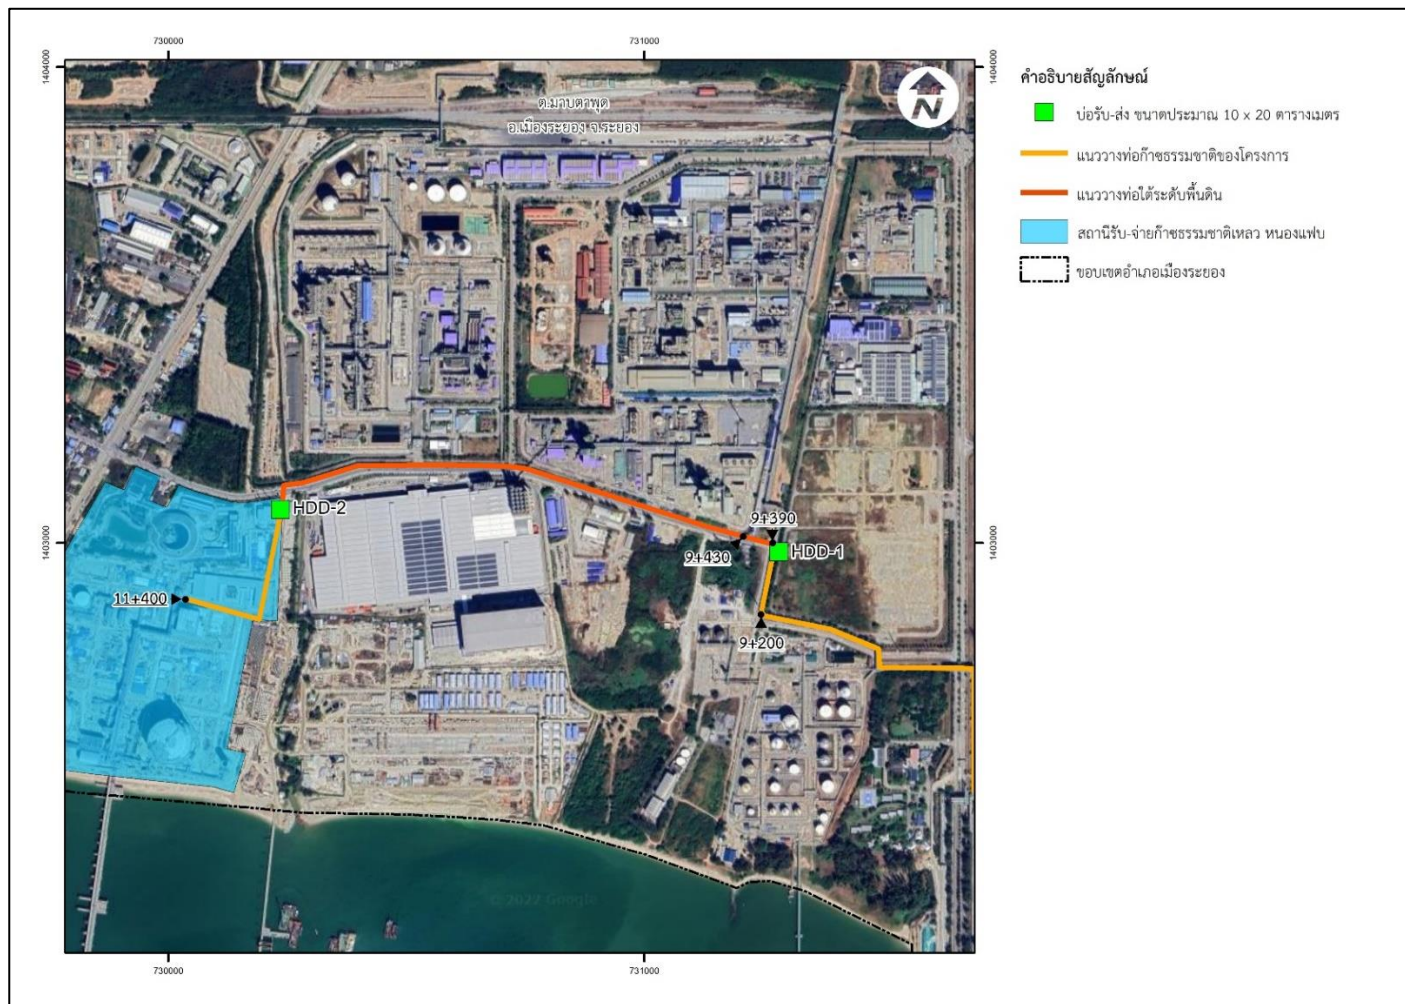 730000
731000
1404000
1404000
ต.มาบตาพุด
อ.เมืองระยอง จ.ระยอง
N
คำอธิบายสัญลักษณ์
บ่อรับ-ส่ง ขนาดประมาณ 10 x 20 ตารางเมตร
แนววางท่อก๊าซธรรมชาติของโครงการ
แนววางท่อใต้ระดับพื้นดิน
สถานีรับ-จ่ายก๊าซธรรมชาติเหลว หนองแฟบ
ขอบเขตอำเภอเมืองระยอง
HDD-2
9+390
1403000
1403000
9+430
HDD-1
11+400
9+200
© 2022 Google
730000
731000